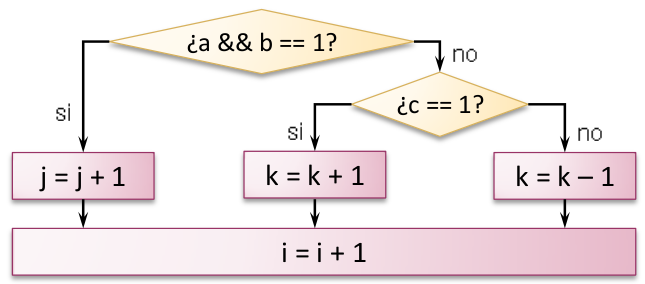 ¿a && b == 1?
no
¿c == 1?
si
si
no
j = j + 1
k = k + 1
k = k – 1
i = i + 1